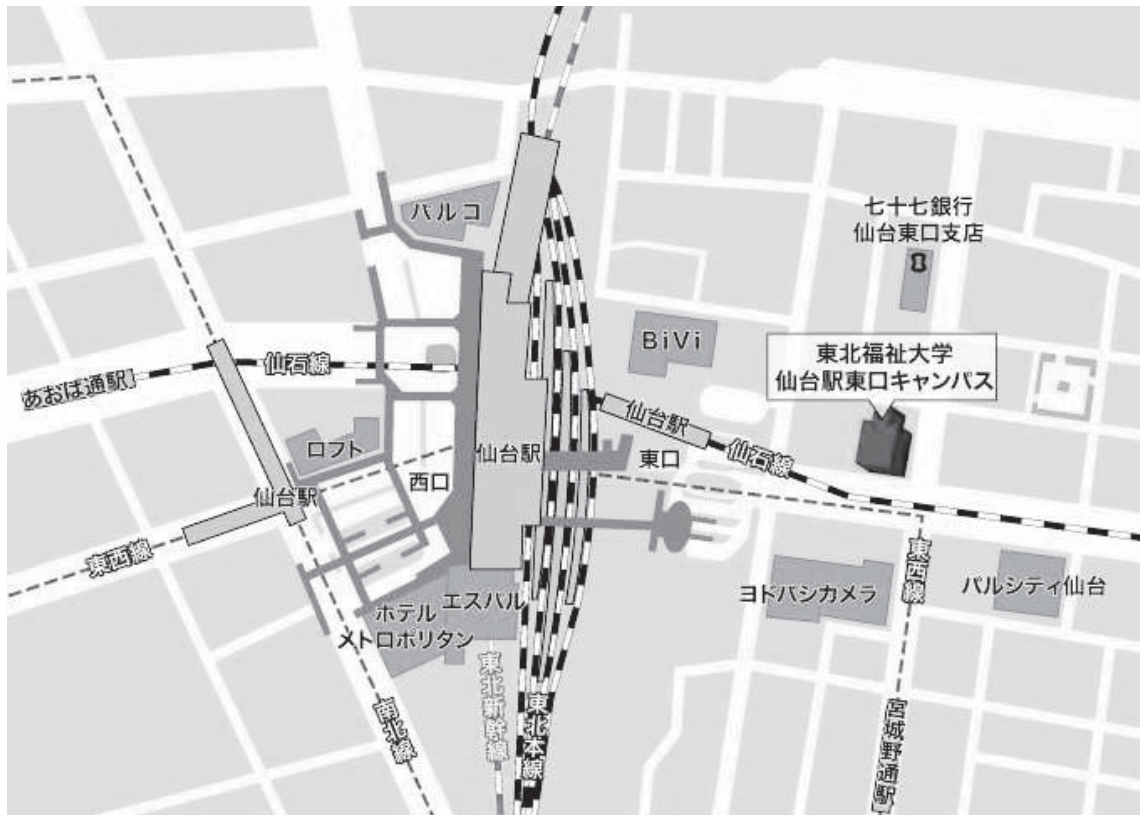 パルコ
七十七銀行
仙台東口支店
BiVi
東北福祉大学
仙台駅東口キャンパス
あおば通駅
仙石線
仙台駅
仙石線
ロフト
仙台駅
東口
西口
仙台駅
東西線
東西線
ホテル
メトロポリタン
エスパル
ヨドバシカメラ
パルシティ仙台
東北新幹線
東北本線
南北線
宮城野通駅